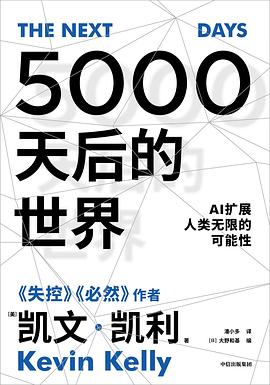 THE NEXT DAYS
5000
天后的
世界
AI扩展
人类无限的
可能性
《失控》《必然》作者
[美] 凯文·凯利 著
Kevin Kelly
潘小多 译
[日] 大野和基 编
中信出版集团